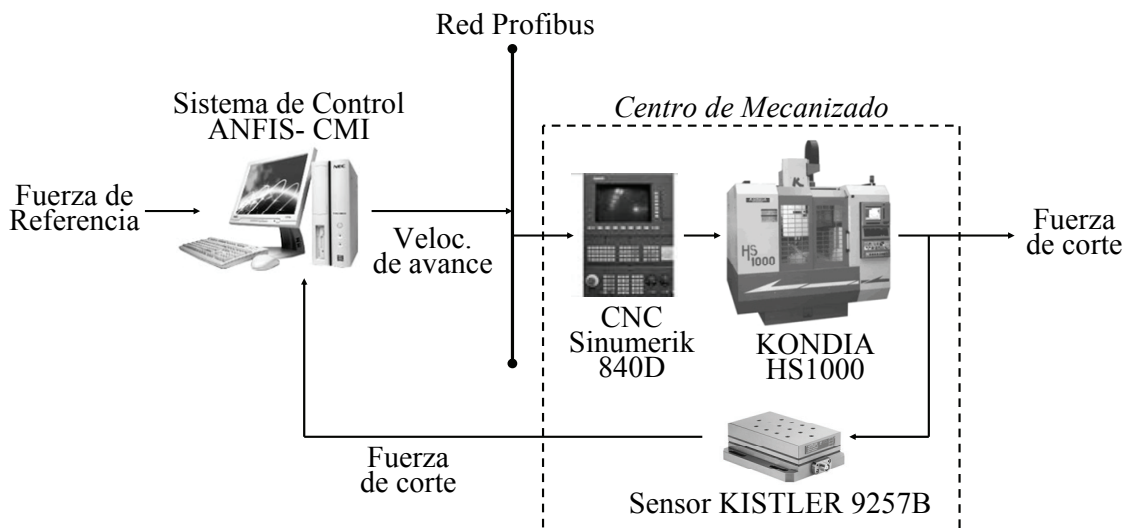 Red Profibus
Sistema de Control
ANFIS- CMI
Centro de Mecanizado
Fuerza de
Referencia
Veloc.
de avance
HS
1000
Fuerza
de corte
CNC
Sinumerik
840D
KONDIA
HS1000
Fuerza
de corte
Sensor KISTLER 9257B